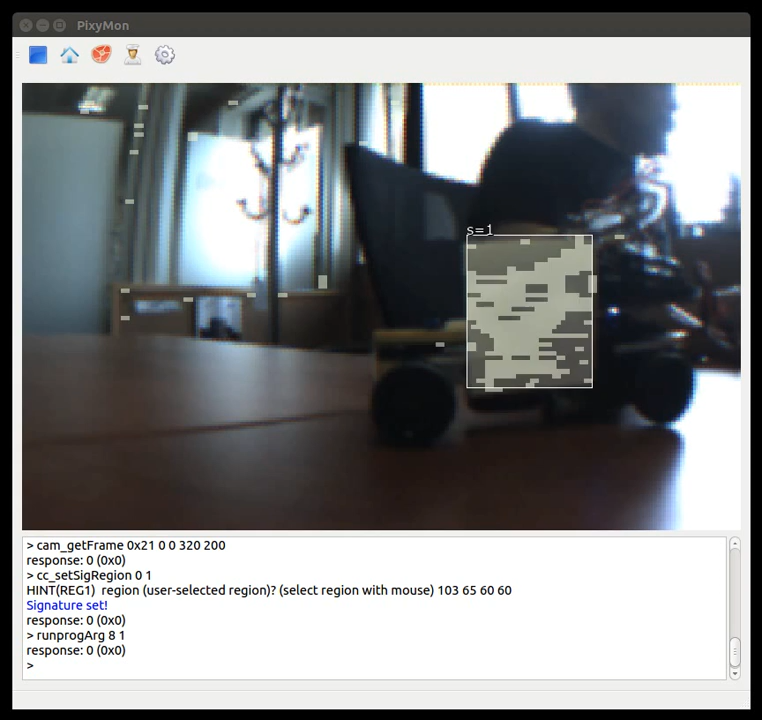 PixyMon
s=1
> cam_getFrame 0x21 0 0 320 200
response: 0 (0x0)
> cc_setSigRegion 0 1
HINT(REG1)  region (user-selected region)? (select region with mouse) 103 65 60 60
Signature set!
response: 0 (0x0)
> runprogArg 8 1
response: 0 (0x0)
>